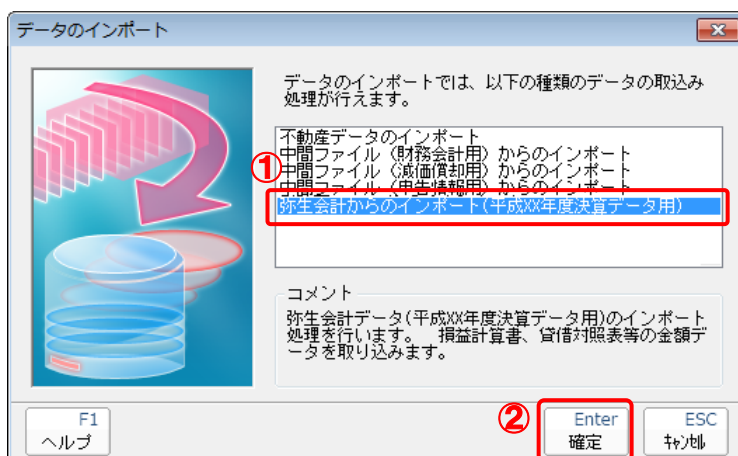 データのインポート
データのインポートでは、以下の種類のデータの取込み
処理が行えます。
不動産データのインポート
中間ファイル（財務会計用）からのインポート
①
中間ファイル（減価償却用）からのインポート
中間ファイル（申告情報用）からのインポート
弥生会計からのインポート(平成XX年度決算データ用)
コメント
弥生会計データ(平成XX年度決算データ用)のインポート
処理を行います。　損益計算書、貸借対照表等の金額デ
ータを取り込みます。
F1
ヘルプ
②
Enter
確定
ESC
ｷｬﾝｾﾙ